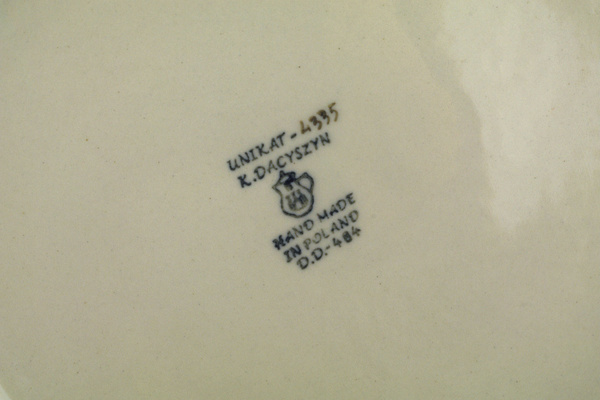 UNIKAT - 4335
K. DACYSZYN
HAND MADE
IN POLAND
D.D.-484